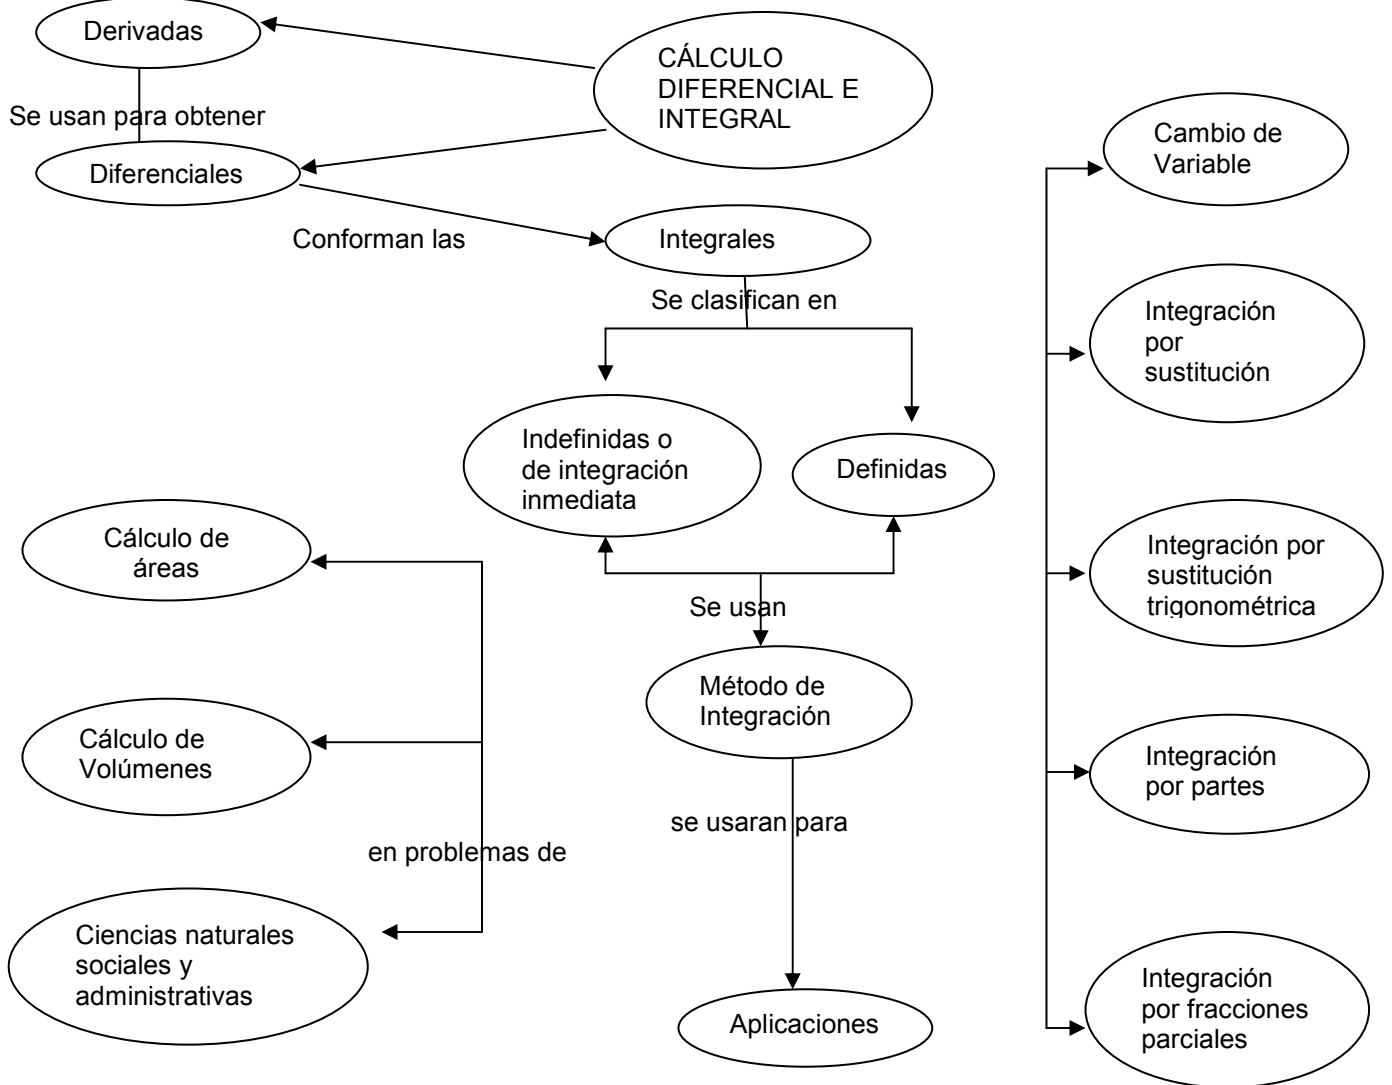 Derivadas
CÁLCULO
DIFERENCIAL E
INTEGRAL
Se usan para obtener
Diferenciales
Conforman las
Integrales
Se clasifican en
Indefinidas o
de integración
inmediata
Definidas
Se usan
Método de
Integración
se usaran para
Aplicaciones
Cálculo de
áreas
Cálculo de
Volúmenes
en problemas de
Ciencias naturales
sociales y
administrativas
Cambio de
Variable
Integración
por
sustitución
Integración por
sustitución
trigonométrica
Integración
por partes
Integración
por fracciones
parciales